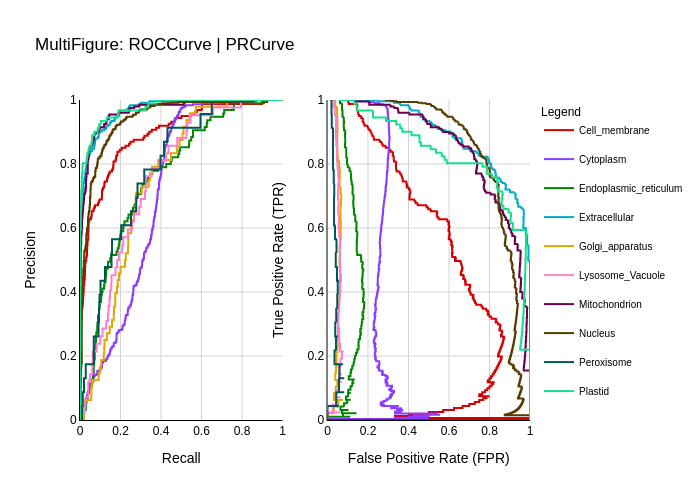 MultiFigure: ROCCurve | PRCurve
Precision
1
0.8
0.6
0.4
0.2
0
0
0.2
0.4
0.6
0.8
1
Recall
True Positive Rate (TPR)
1
0.8
0.6
0.4
0.2
0
0
0.2
0.4
0.6
0.8
1
False Positive Rate (FPR)
Legend
Cell_membrane
Cytoplasm
Endoplasmic_reticulum
Extracellular
Golgi_apparatus
Lysosome_Vacuole
Mitochondrion
Nucleus
Peroxisome
Plastid